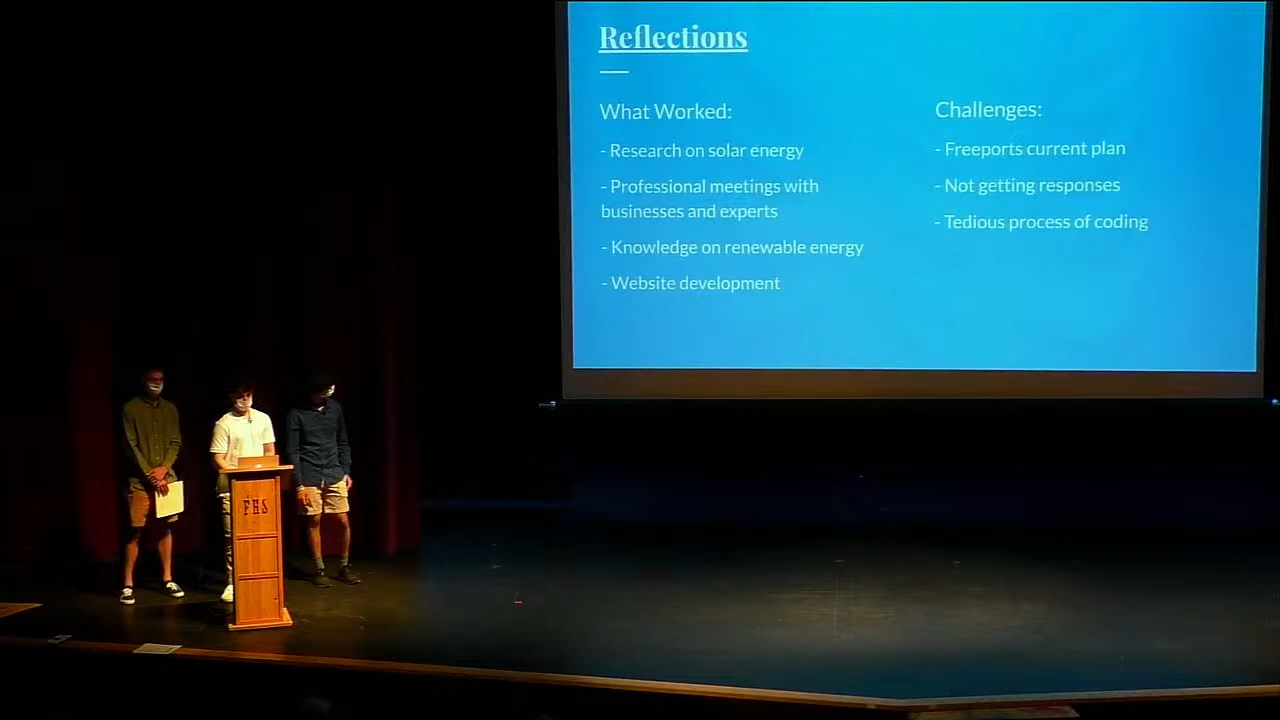 Reflections
What Worked:
- Research on solar energy
- Professional meetings with
businesses and experts
- Knowledge on renewable energy
- Website development
Challenges:
- Freeports current plan
- Not getting responses
- Tedious process of coding
FHS